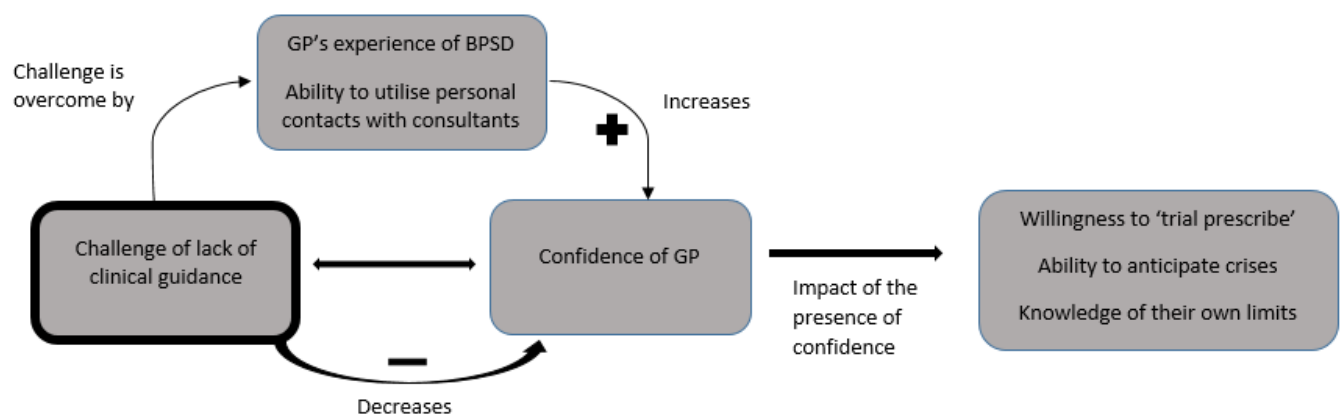 Challenge is
overcome by
GP's experience of BPSD
Ability to utilise personal
contacts with consultants
Increases
+
Challenge of lack of
clinical guidance
Confidence of GP
Impact of the
presence of
confidence
Willingness to ‘trial prescribe’
Ability to anticipate crises
Knowledge of their own limits
−
Decreases